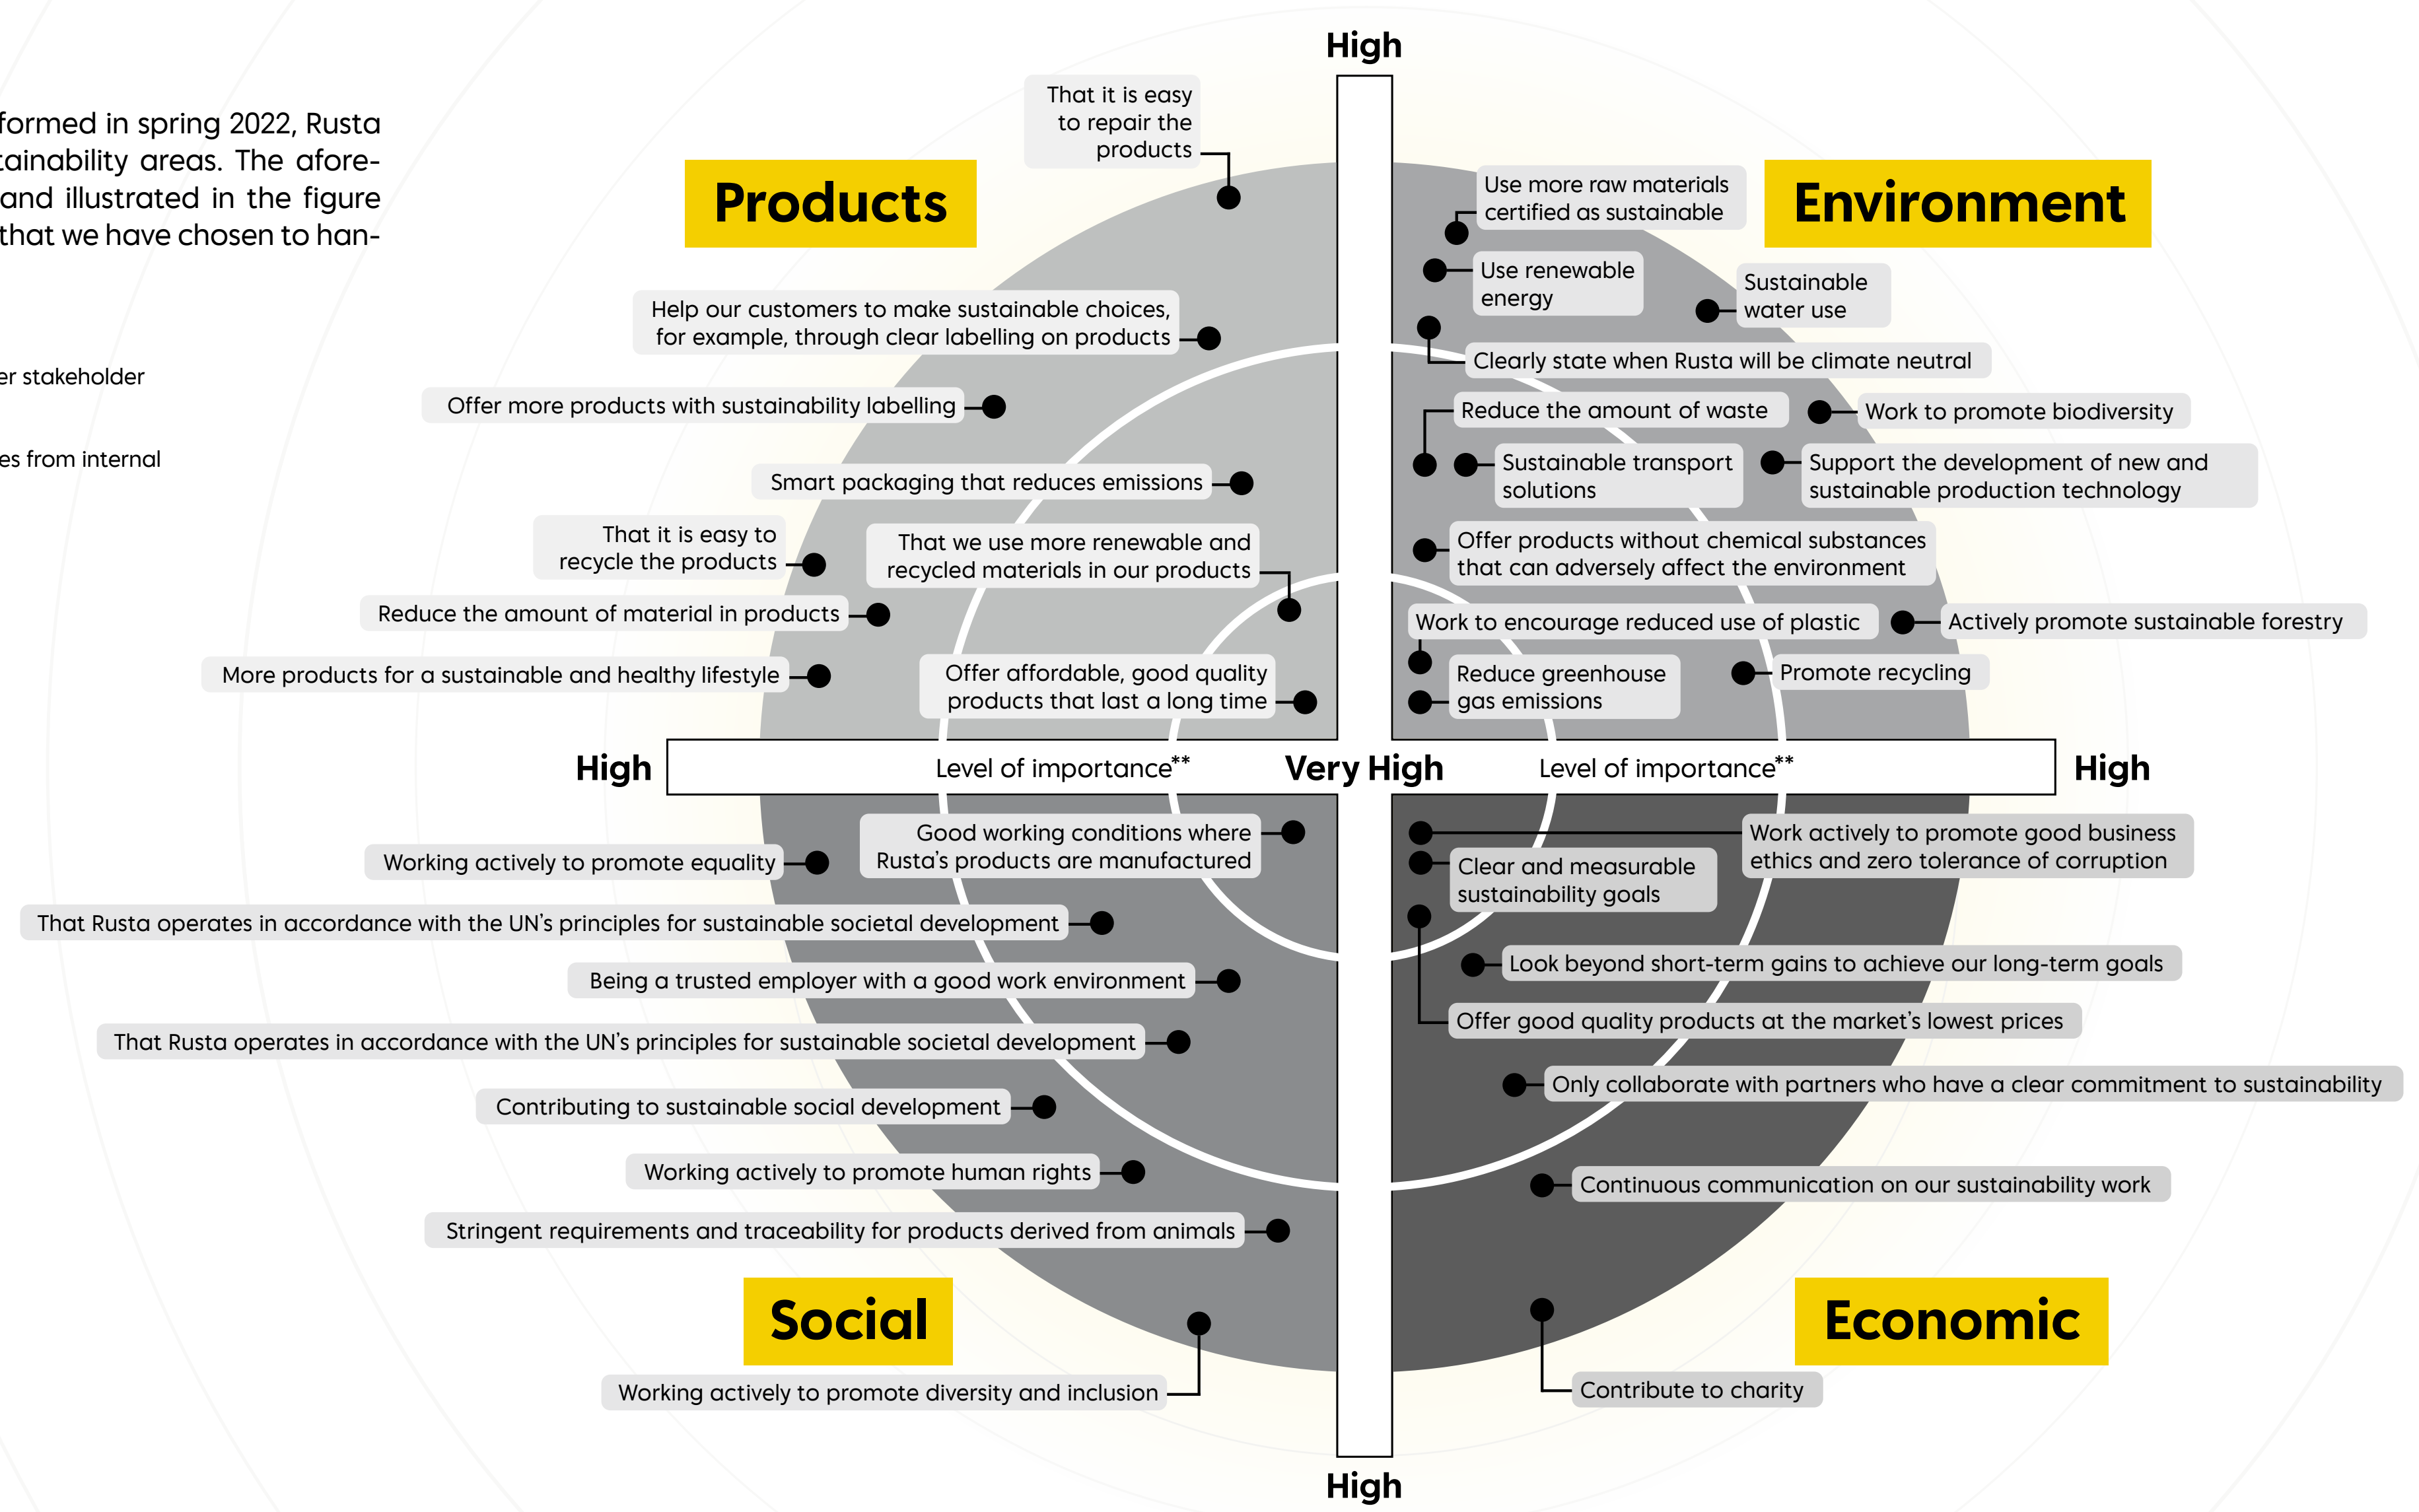 formed in spring 2022, Rusta
tainability areas. The afore-
and illustrated in the figure
that we have chosen to han-
er stakeholder
es from internal
High
Products
That it is easy
to repair the
products
Help our customers to make sustainable choices,
for example, through clear labelling on products
Offer more products with sustainability labelling
Smart packaging that reduces emissions
That it is easy to
recycle the products
That we use more renewable and
recycled materials in our products
Reduce the amount of material in products
More products for a sustainable and healthy lifestyle
Offer affordable, good quality
products that last a long time
Environment
Use more raw materials
certified as sustainable
Use renewable
energy
Sustainable
water use
Clearly state when Rusta will be climate neutral
Reduce the amount of waste
Work to promote biodiversity
Sustainable transport
solutions
Support the development of new and
sustainable production technology
Offer products without chemical substances
that can adversely affect the environment
Work to encourage reduced use of plastic
Actively promote sustainable forestry
Reduce greenhouse
gas emissions
Promote recycling
High
Level of importance**
Very High
Level of importance**
High
Good working conditions where
Rusta's products are manufactured
Working actively to promote equality
That Rusta operates in accordance with the UN's principles for sustainable societal development
Being a trusted employer with a good work environment
That Rusta operates in accordance with the UN's principles for sustainable societal development
Contributing to sustainable social development
Working actively to promote human rights
Stringent requirements and traceability for products derived from animals
Social
Working actively to promote diversity and inclusion
Work actively to promote good business
ethics and zero tolerance of corruption
Clear and measurable
sustainability goals
Look beyond short-term gains to achieve our long-term goals
Offer good quality products at the market's lowest prices
Only collaborate with partners who have a clear commitment to sustainability
Continuous communication on our sustainability work
Economic
Contribute to charity
High